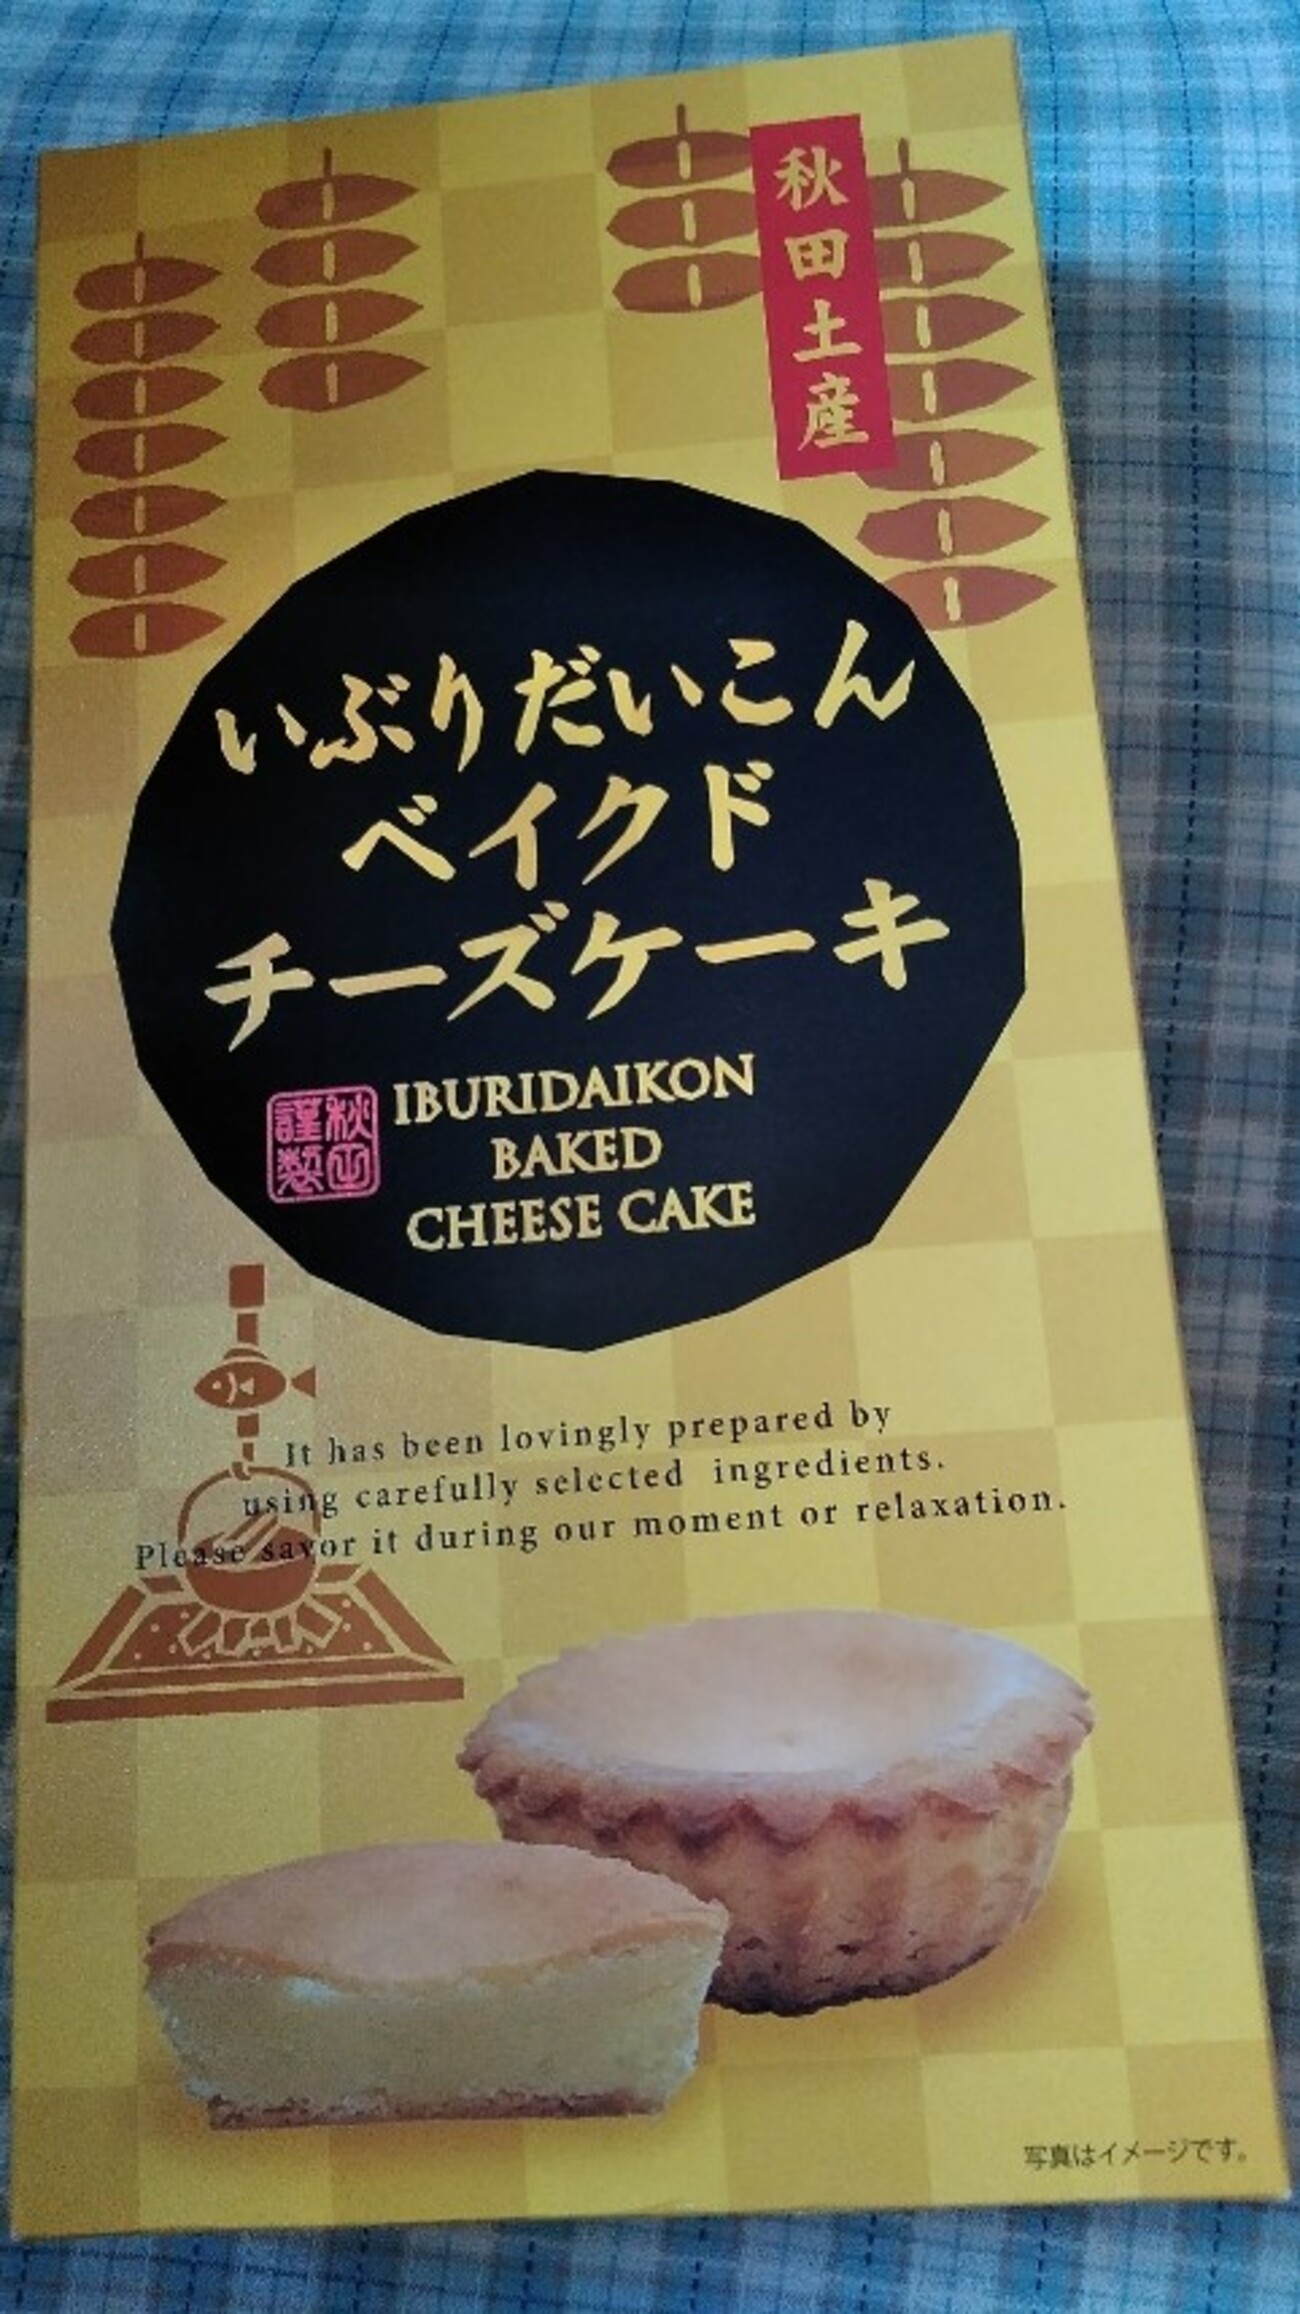 秋田土産
いぶりだいこん
ベイクド
チーズケーキ
秋田
謹製
IBURIDAIKON
BAKED
CHEESE CAKE
It has been lovingly prepared by
using carefully selected ingredients.
Please savor it during our moment or relaxation.
写真はイメージです。